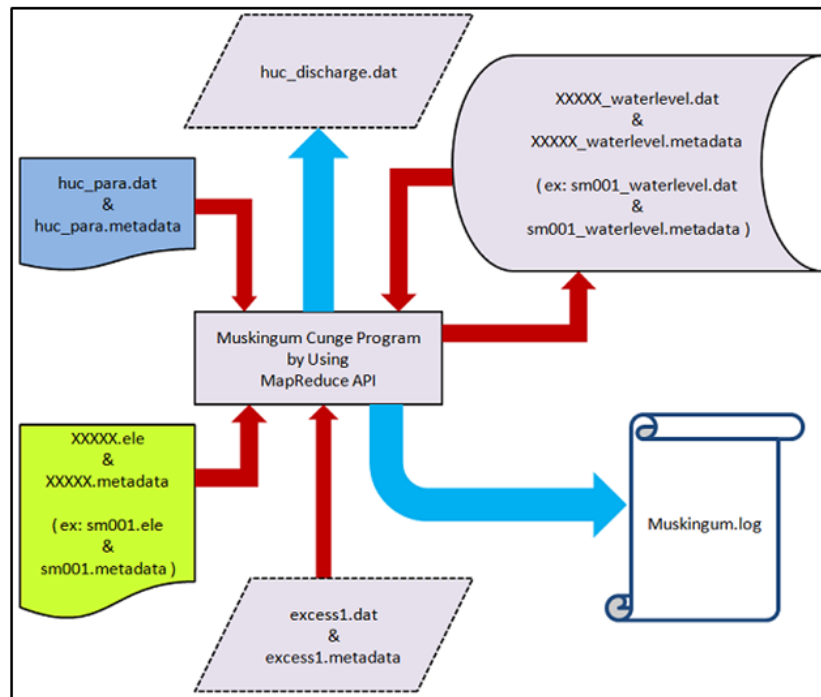 huc_discharge.dat
XXXXX_waterlevel.dat
&
XXXXX_waterlevel.metadata
( ex: sm001_waterlevel.dat
&
sm001_waterlevel.metadata )
huc_para.dat
&
huc_para.metadata
Muskingum Cunge Program
by Using
MapReduce API
XXXXX.ele
&
XXXXX.metadata
( ex: sm001.ele
&
sm001.metadata )
Muskingum.log
excess1.dat
&
excess1.metadata